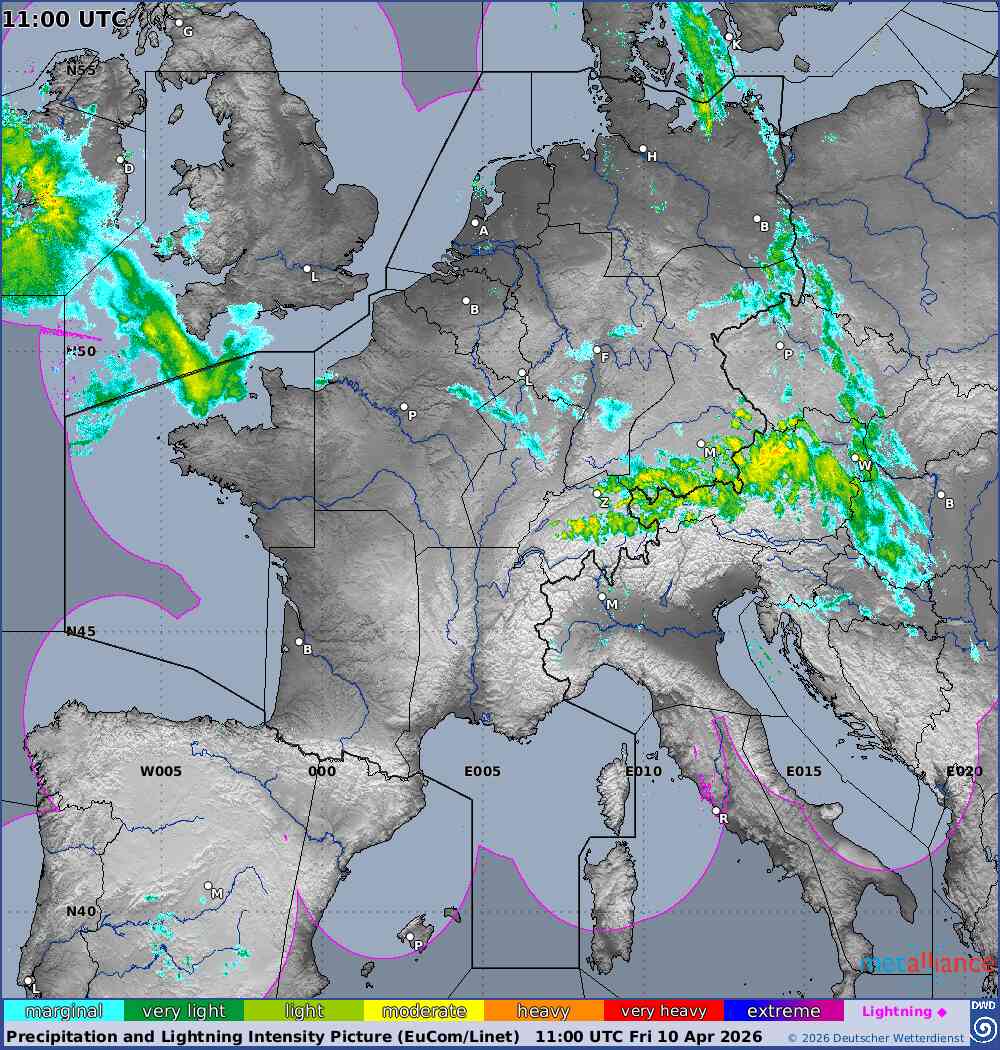 11:00 UTC
G
K
N55
D
H
A
B
L
B
N50
F
P
L
P
M
W
Z
B
M
N45
B
W005
000
E005
E010
E015
E020
R
M
N40
P
L
metalliance
marginal
very light
light
moderate
heavy
very heavy
extreme
Lightning ◆
DWD
Precipitation and Lightning Intensity Picture (EuCom/Linet) 11:00 UTC Fri 10 Apr 2026
© 2026 Deutscher Wetterdienst